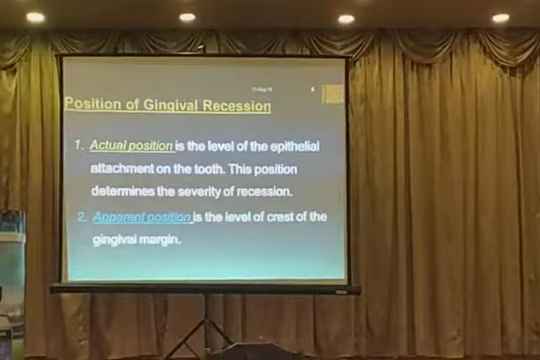 Position of Gingival Recession
1. Actual position is the level of the epithelial
attachment on the tooth. This position
determines the severity of recession.
2. Apparent position is the level of crest of the
gingival margin.